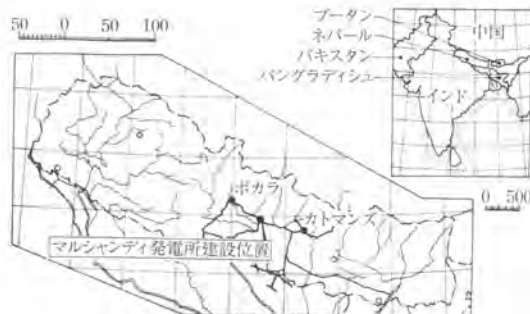 50 0 50 100
ブータン
ネパール
パキスタン
バングラディシュ
中国
インド
0 500
ポカラ
カトマンズ
マルシャンディ発電所建設位置